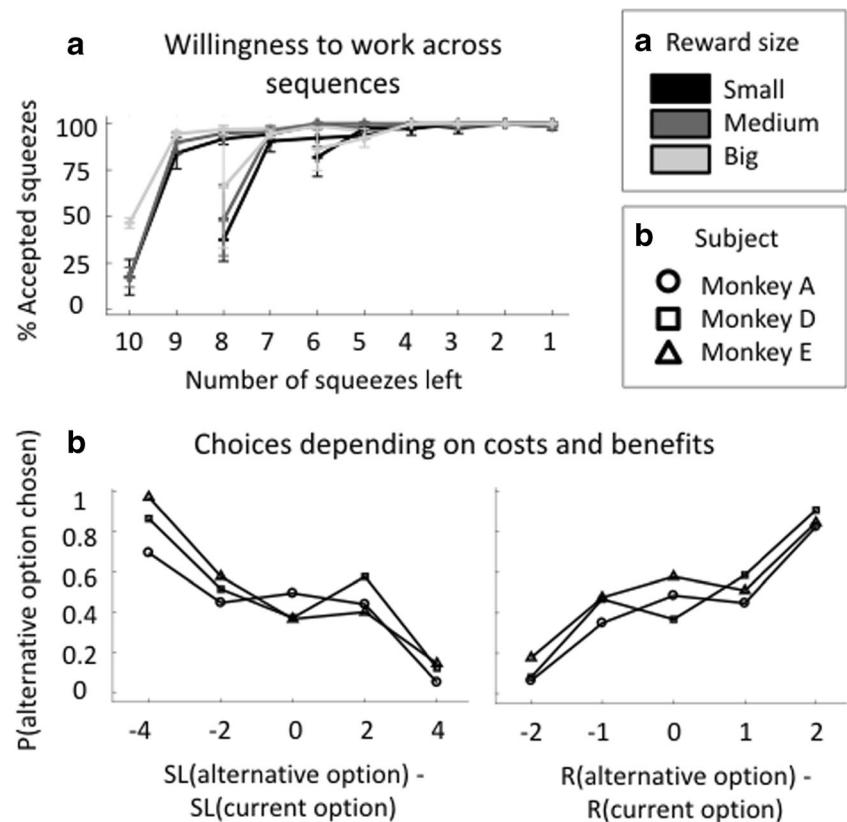 a
Willingness to work across
sequences
% Accepted squeezes
100
75
50
25
0
10 9 8 7 6 5 4 3 2 1
Number of squeezes left
a Reward size
Small
Medium
Big
b Subject
Monkey A
Monkey D
Monkey E
b Choices depending on costs and benefits
P(alternative option chosen)
1
0.8
0.6
0.4
0.2
0
-4 -2 0 2 4
SL(alternative option) -
SL(current option)
-2 -1 0 1 2
R(alternative option) -
R(current option)